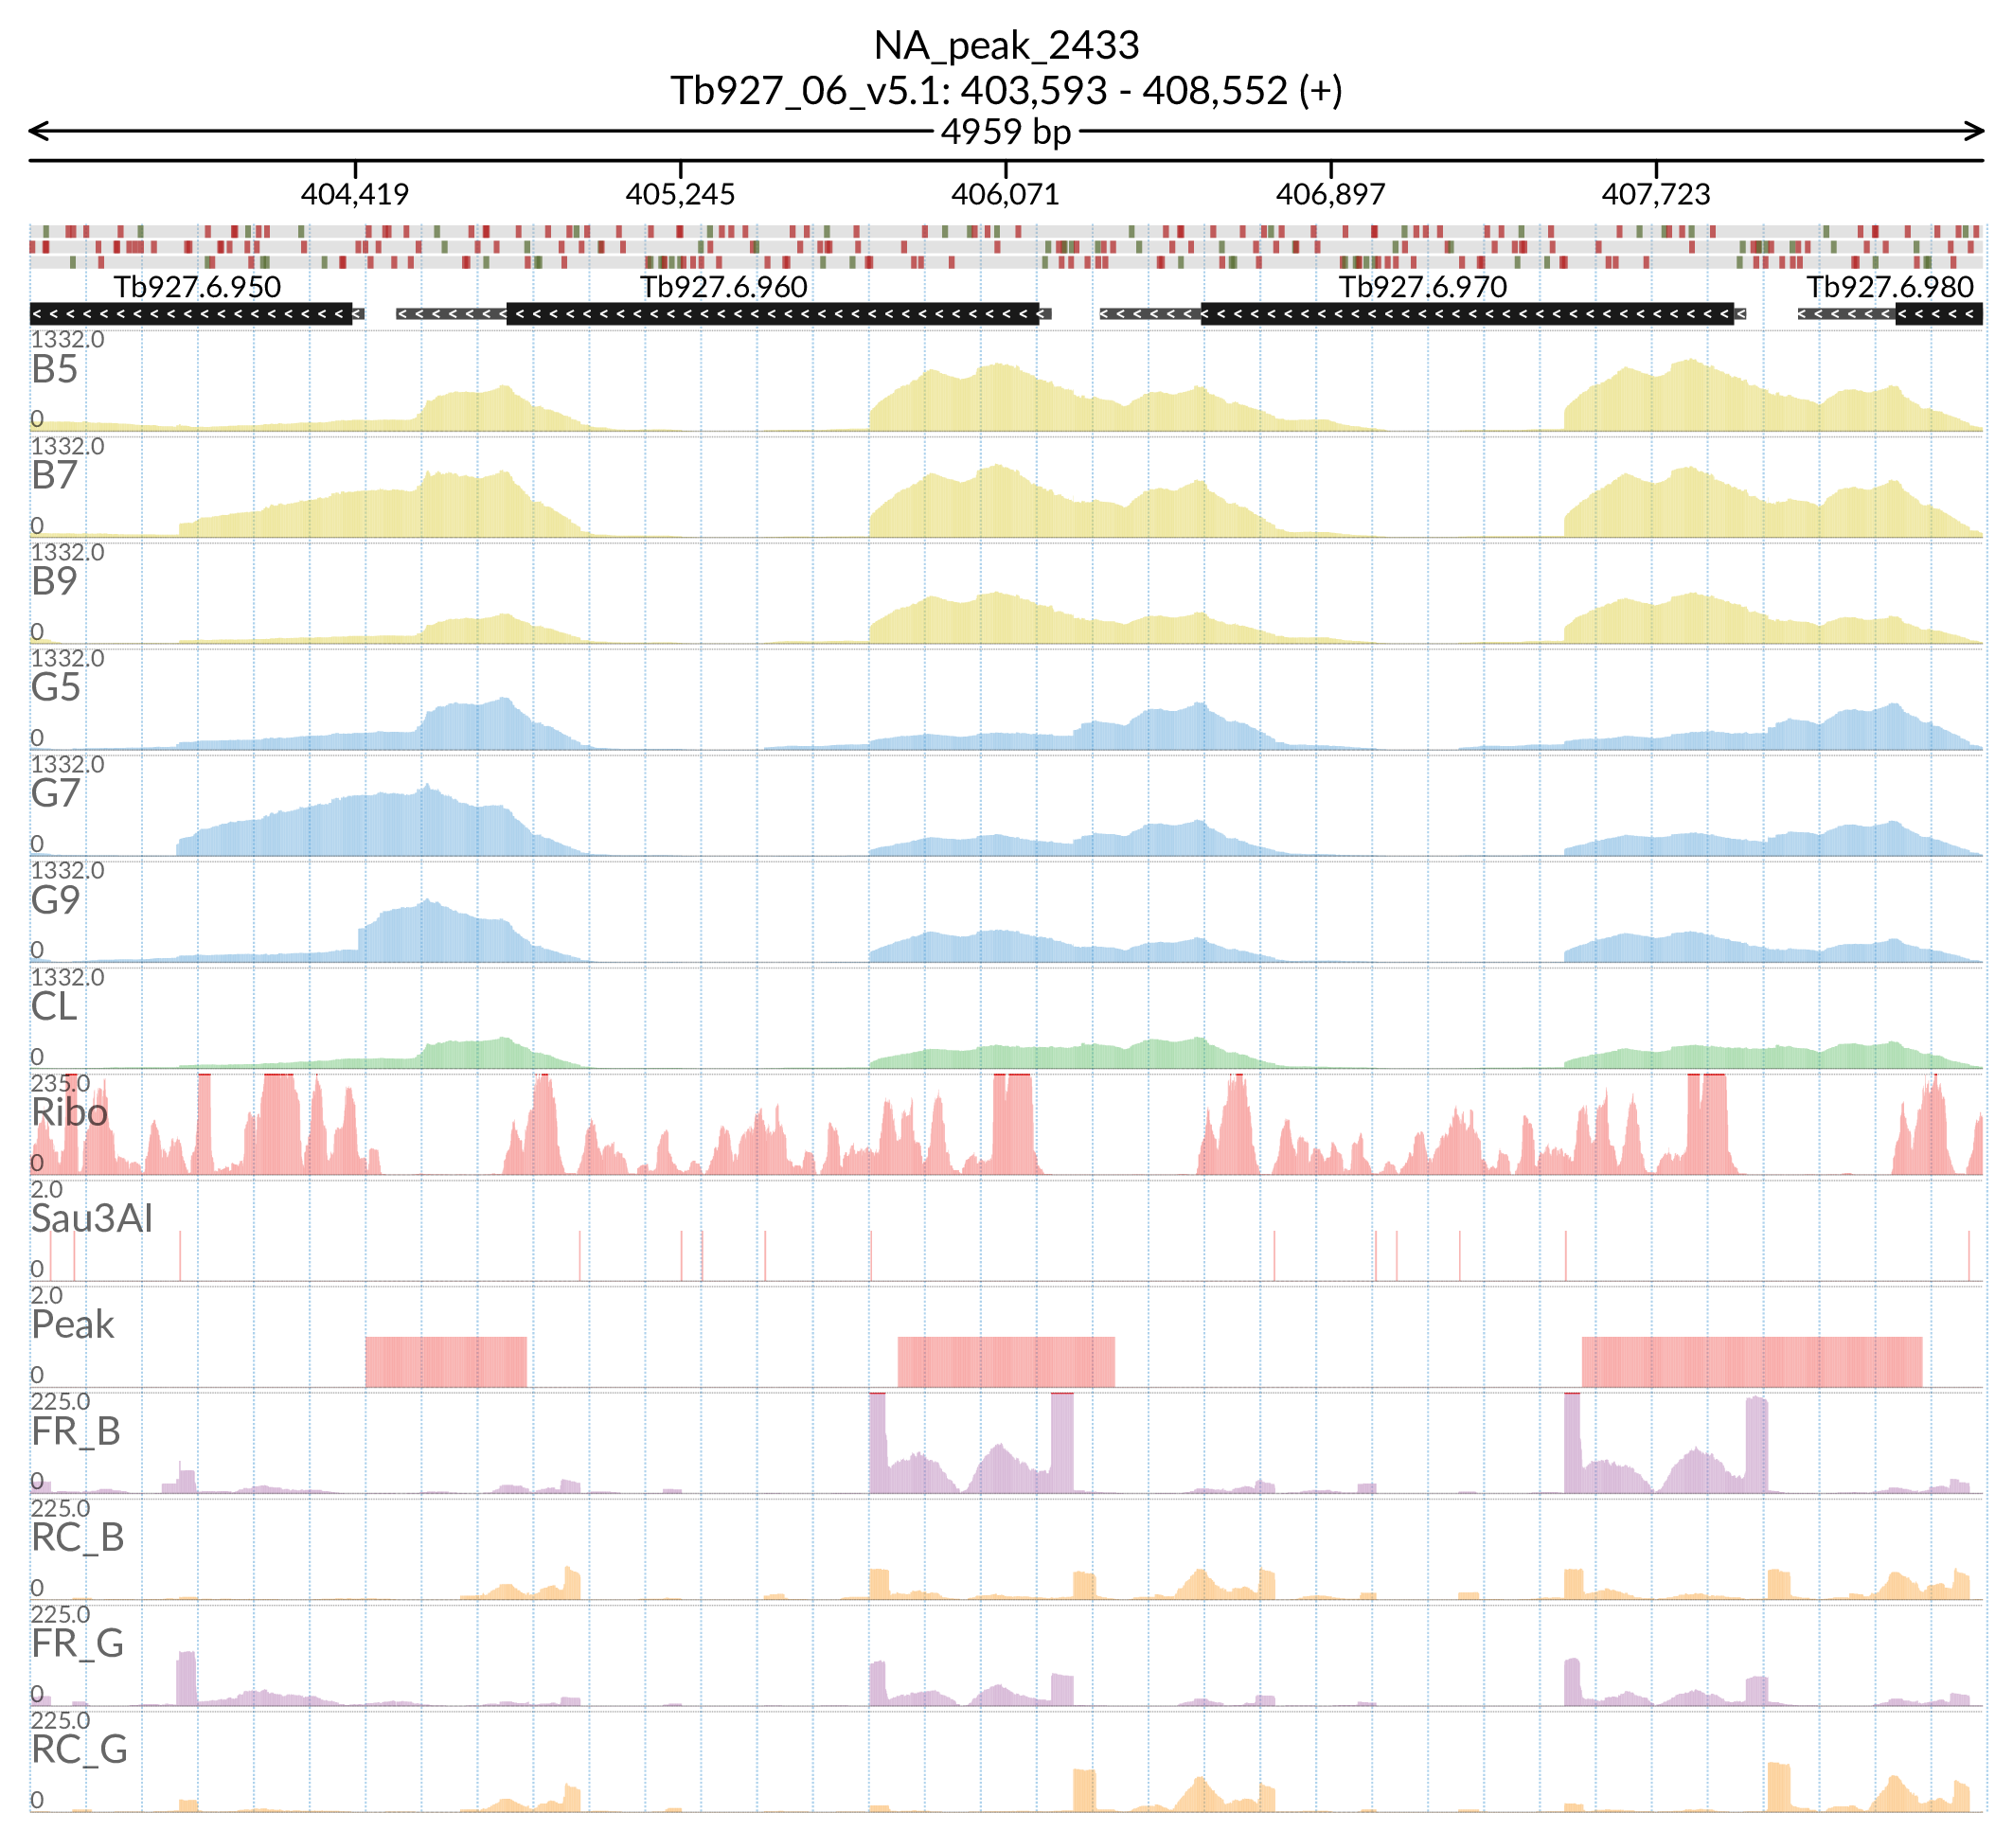 NA_peak_2433
Tb927_06_v5.1: 403,593 - 408,552 (+)
4959 bp
404,419 405,245 406,071 406,897 407,723
Tb927.6.950 Tb927.6.960 Tb927.6.970 Tb927.6.980
1332.0
B5
0
1332.0
B7
0
1332.0
B9
0
1332.0
G5
0
1332.0
G7
0
1332.0
G9
0
1332.0
CL
0
235.0
Ribo
0
2.0
Sau3AI
0
2.0
Peak
0
225.0
FR_B
0
225.0
RC_B
0
225.0
FR_G
0
225.0
RC_G
0